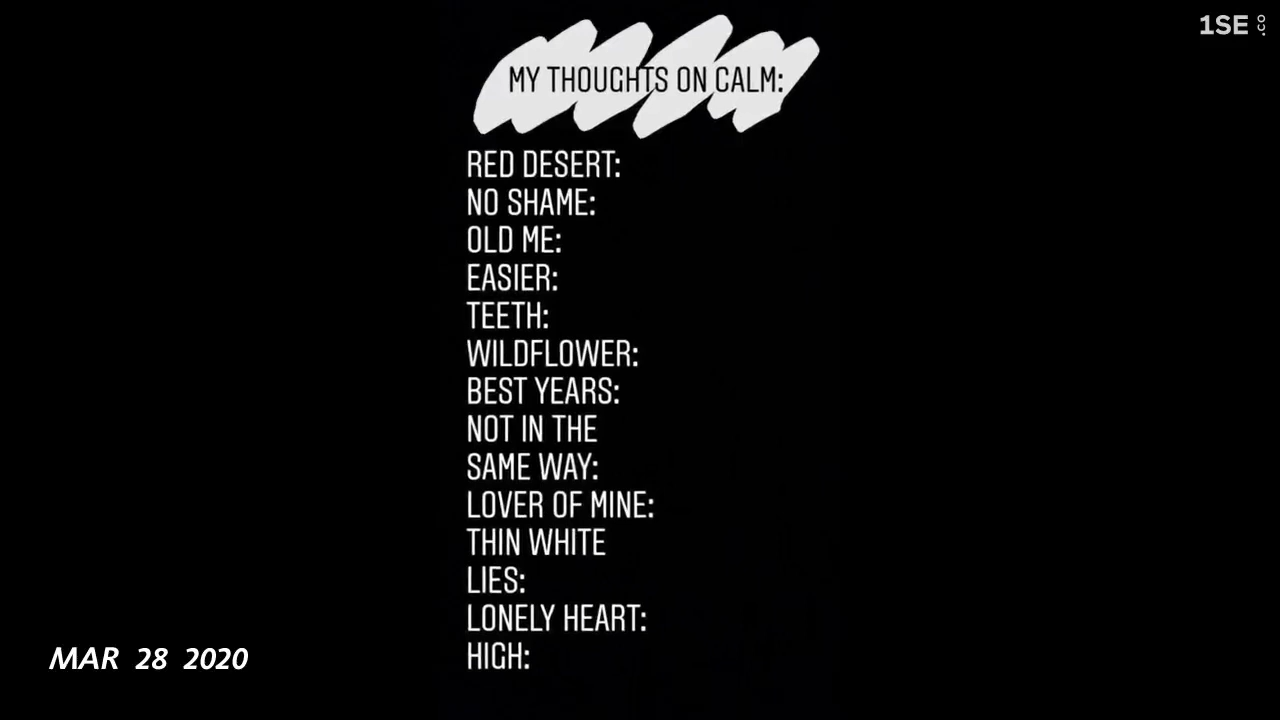 1SE.co
MY THOUGHTS ON CALM:
RED DESERT:
NO SHAME:
OLD ME:
EASIER:
TEETH:
WILDFLOWER:
BEST YEARS:
NOT IN THE
SAME WAY:
LOVER OF MINE:
THIN WHITE
LIES:
LONELY HEART:
HIGH:
MAR 28 2020